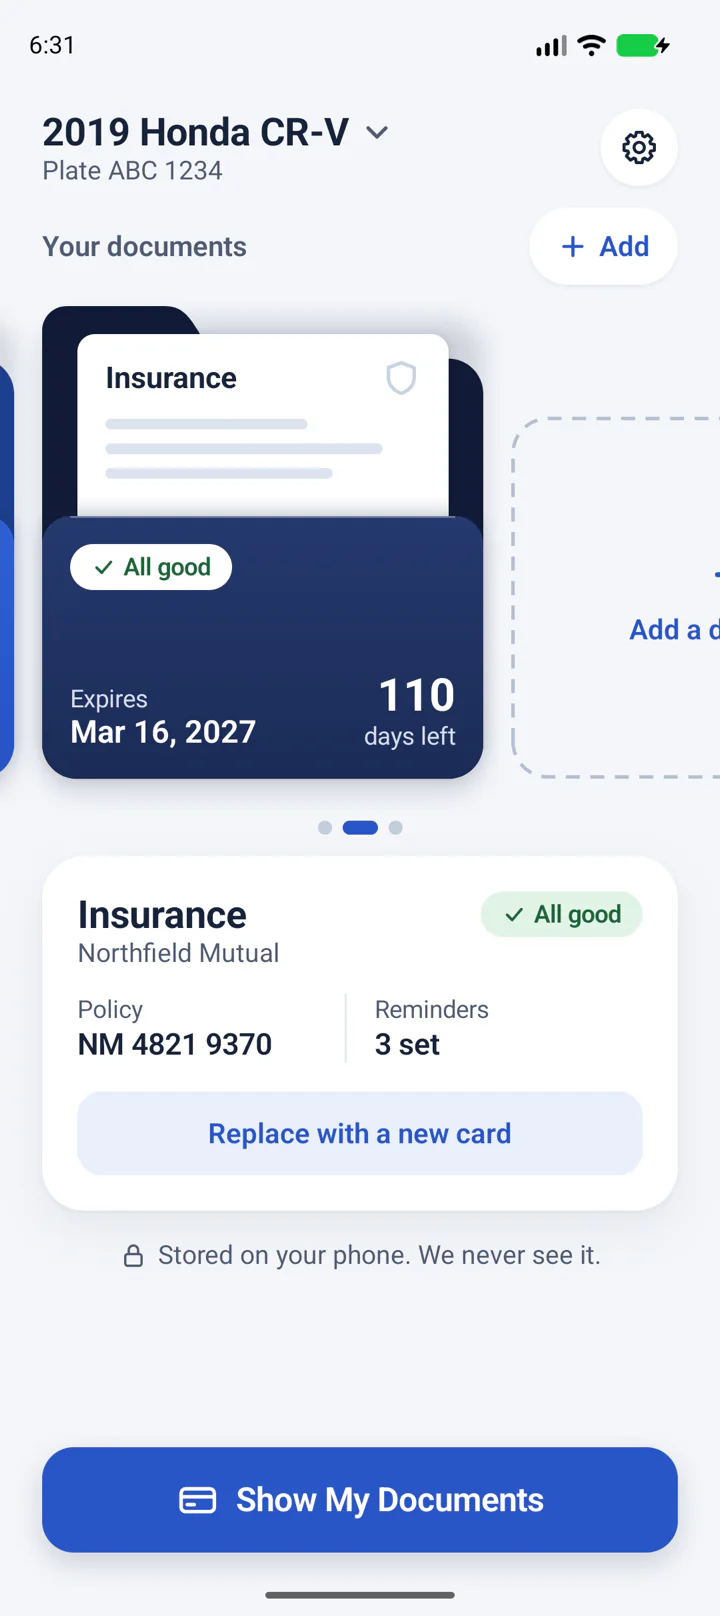 6:31
2019 Honda CR-V
Plate ABC 1234
Your documents
+ Add
Insurance
All good
Expires
Mar 16, 2027
110
days left
Add a d
Insurance
All good
Northfield Mutual
Policy
NM 4821 9370
Reminders
3 set
Replace with a new card
Stored on your phone. We never see it.
Show My Documents